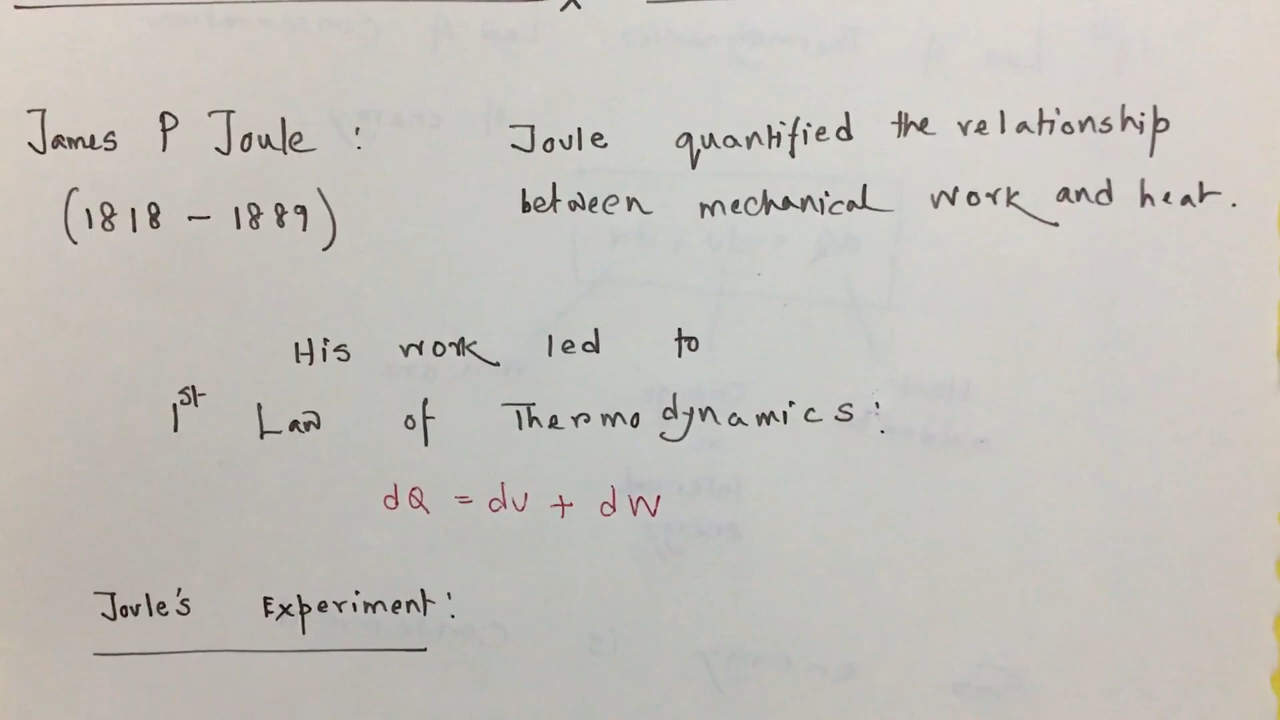 James P Joule : Joule quantified the relationship
(1818 - 1889) between mechanical work and heat.
His work led to
1st Law of Thermodynamics:
dQ = dU + dW
Joule's Experiment: